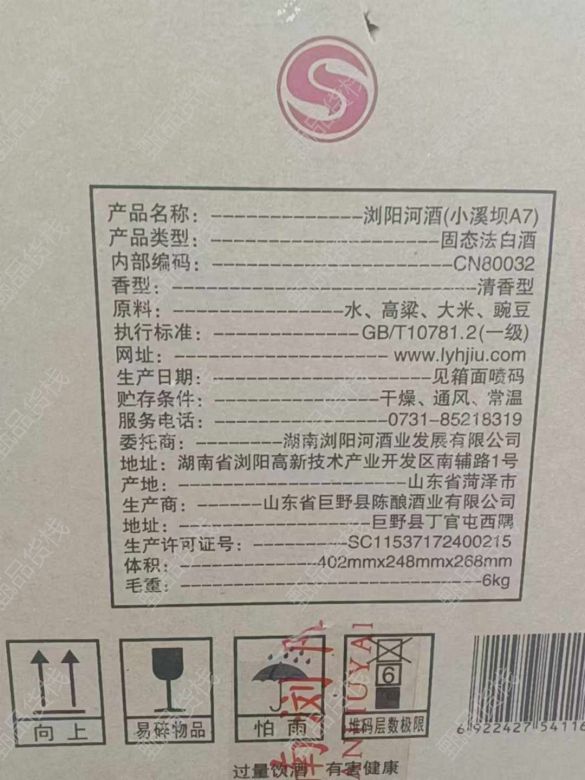 产品名称：浏阳河酒(小溪坝A7)
产品类型：固态法白酒
内部编码：CN80032
香型：清香型
原料：水、高粱、大米、豌豆
执行标准：GB/T10781.2(一级)
网址：www.lyhjiu.com
生产日期：见箱面喷码
贮存条件：干燥、通风、常温
服务电话：0731-85218319
委托商：湖南浏阳河酒业发展有限公司
地址：湖南省浏阳高新技术产业开发区南辅路1号
产地：山东省菏泽市
生产商：山东省巨野县陈酿酒业有限公司
地址：巨野县丁官屯西隅
生产许可证号：SC11537172400215
体积：402mmx248mmx268mm
毛重：6kg
6
向上
易碎物品
怕雨
堆码层数极限
6 922427 54116
过量饮酒 有害健康